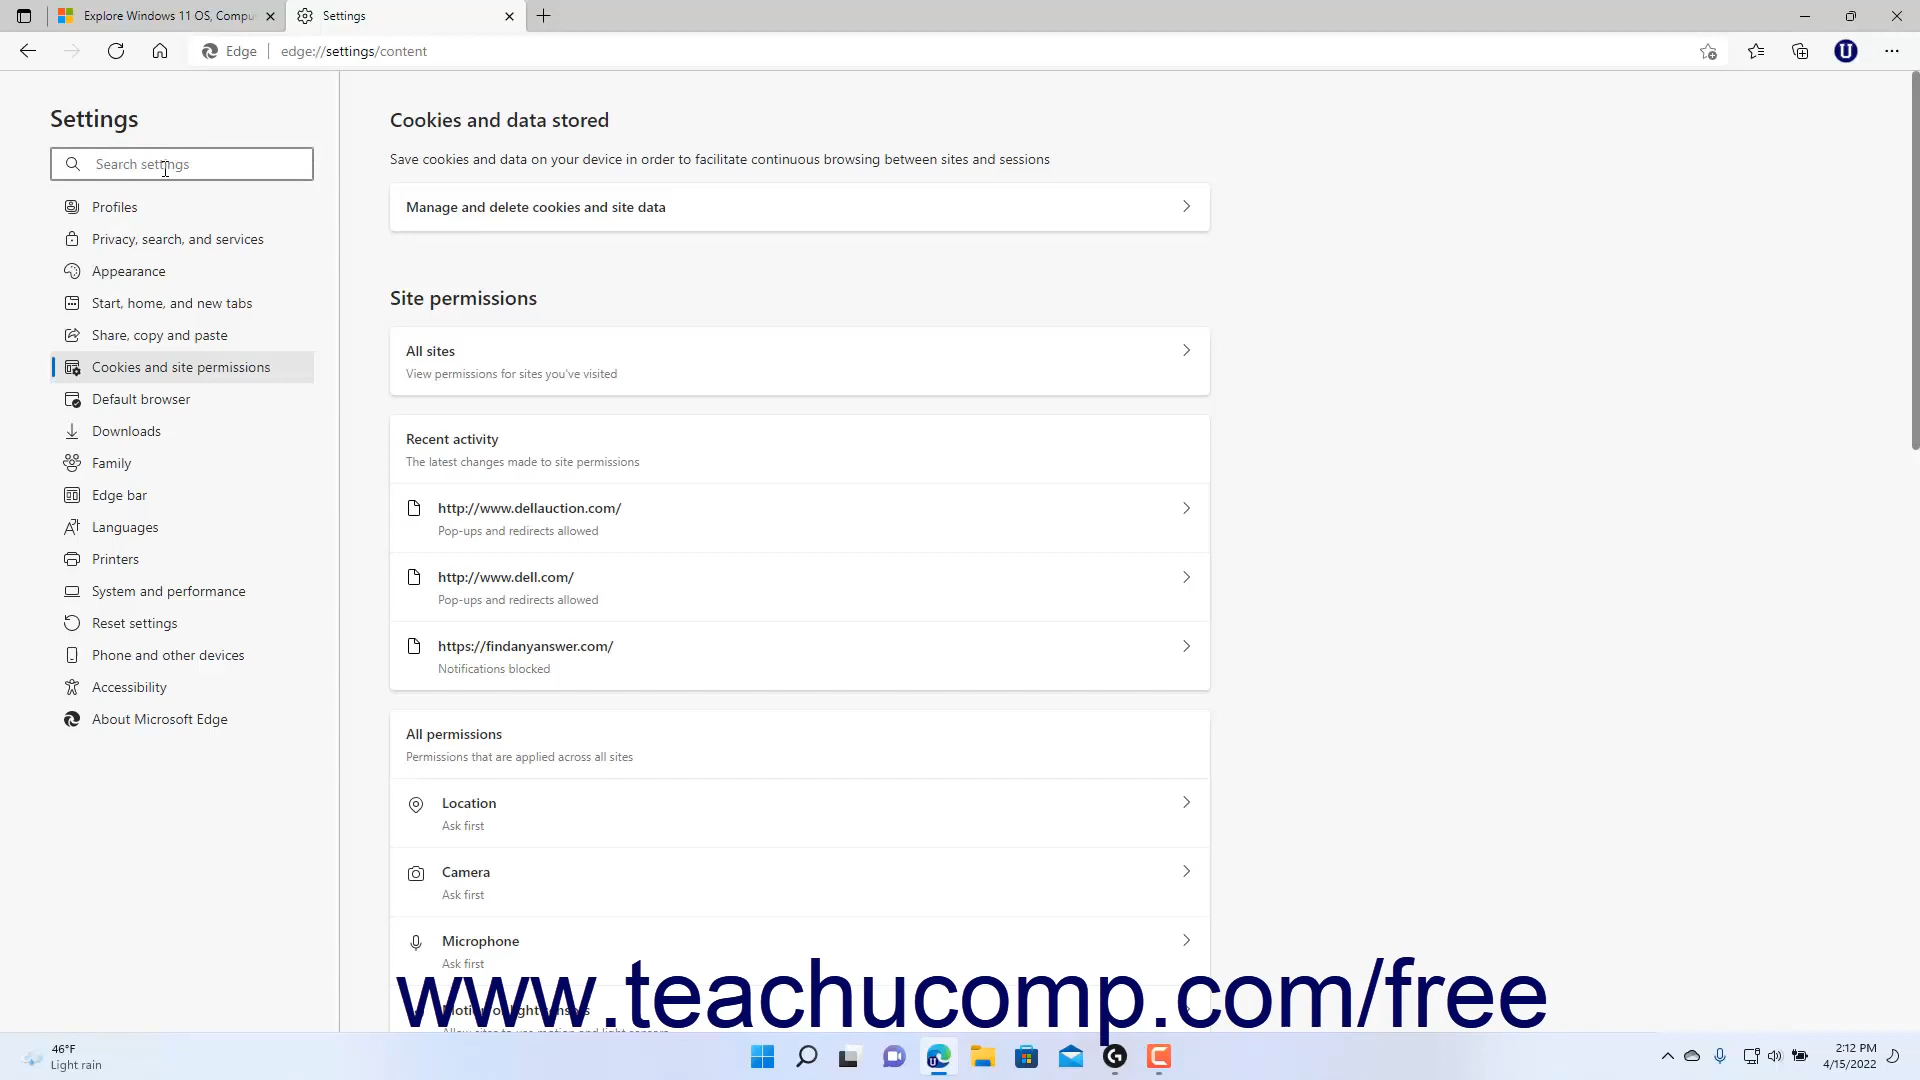 Explore Windows 11 OS, Compu
Settings
Edge
edge://settings/content
Settings
Search settings
Profiles
Privacy, search, and services
Appearance
Start, home, and new tabs
Share, copy and paste
Cookies and site permissions
Default browser
Downloads
Family
Edge bar
Languages
Printers
System and performance
Reset settings
Phone and other devices
Accessibility
About Microsoft Edge
Cookies and data stored
Save cookies and data on your device in order to facilitate continuous browsing between sites and sessions
Manage and delete cookies and site data
Site permissions
All sites
View permissions for sites you've visited
Recent activity
The latest changes made to site permissions
http://www.dellauction.com/
Pop-ups and redirects allowed
http://www.dell.com/
Pop-ups and redirects allowed
https://findanyanswer.com/
Notifications blocked
All permissions
Permissions that are applied across all sites
Location
Ask first
Camera
Ask first
Microphone
Ask first
Motion or light sensors
www.teachucomp.com/free
46°F
Light rain
2:12 PM
4/15/2022